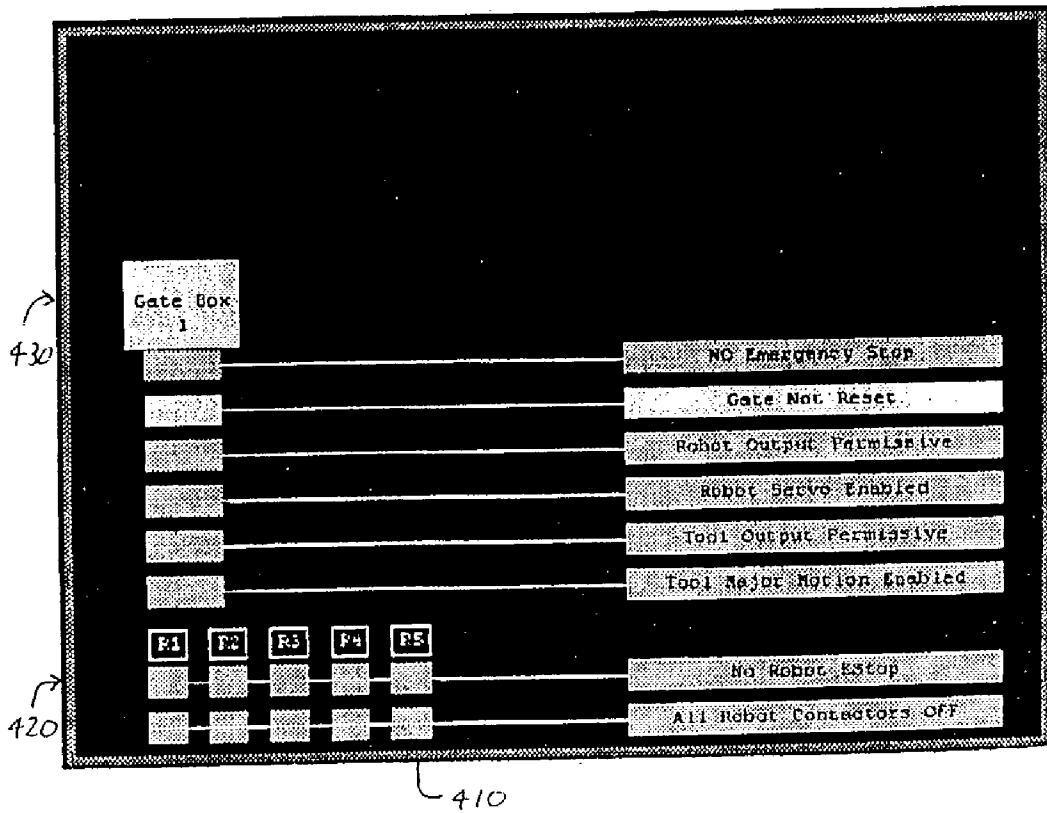 Gate Box
1
NO Emergency Stop
Gate Not Reset
Robot Output Permissive
Robot Servo Enabled
Tool Output Permissive
Tool Major Motion Enabled
R1 R2 R3 R4 R5
No Robot EStop
All Robot Contactors Off
430
420
410